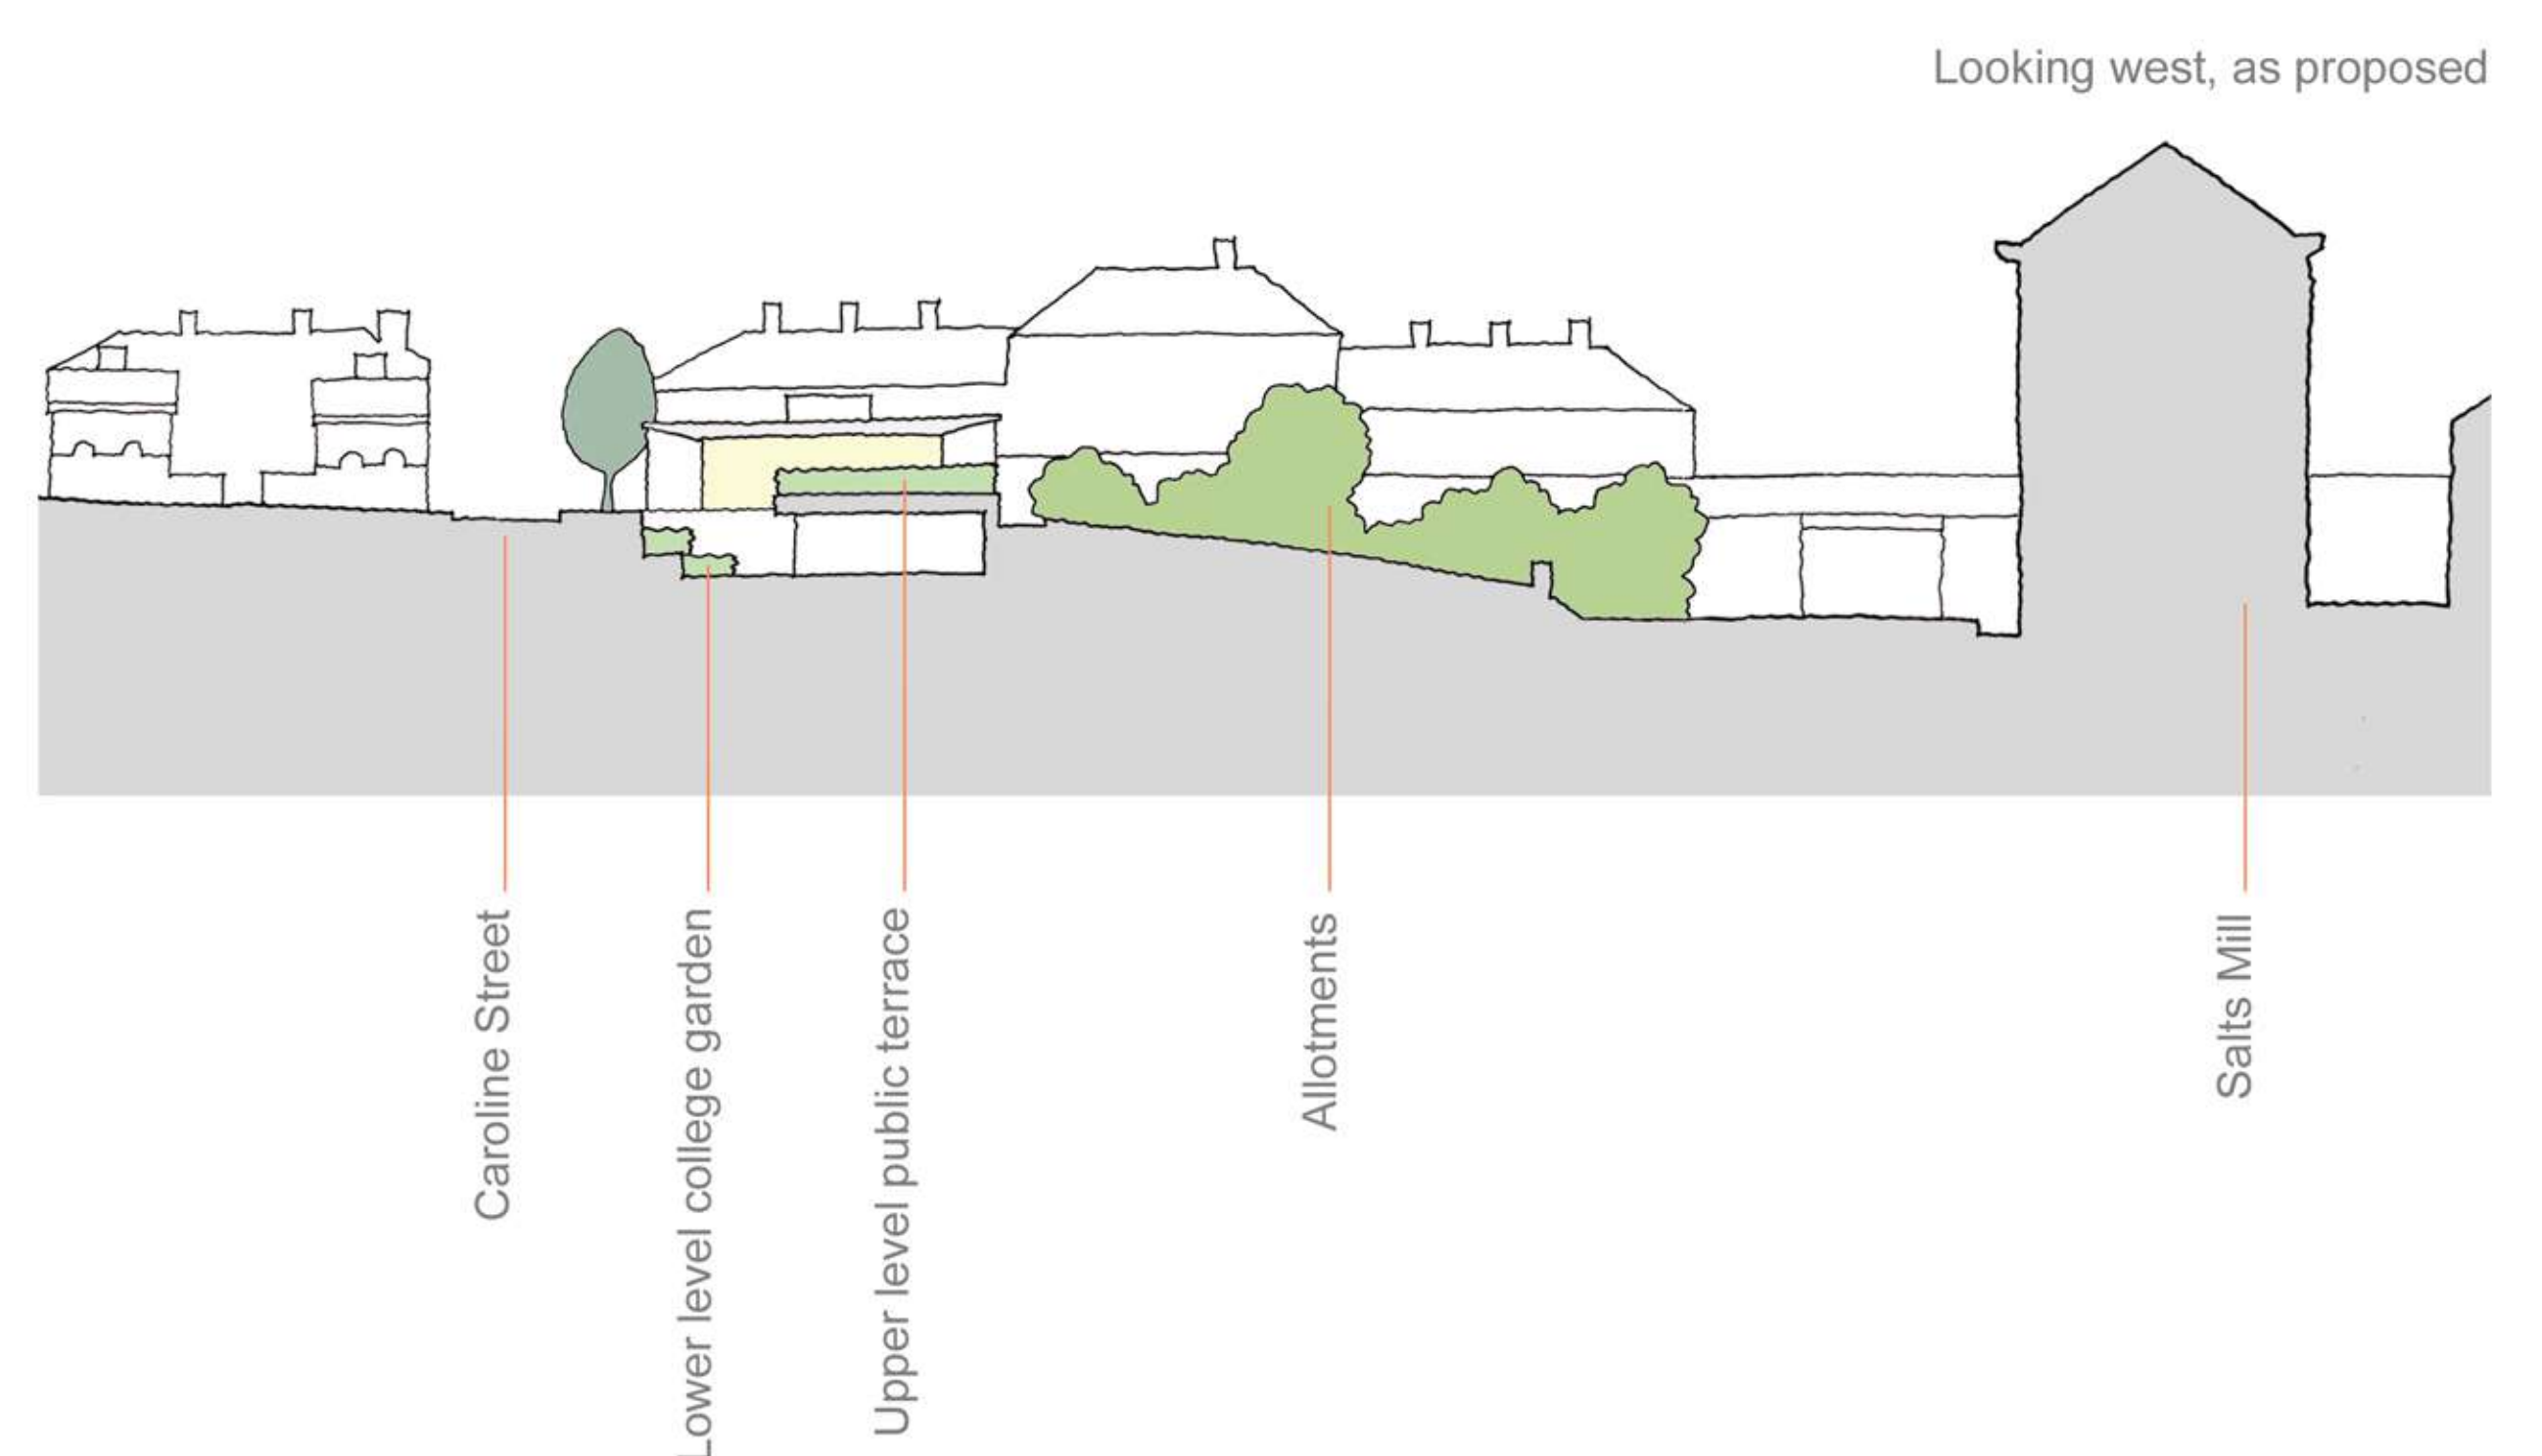 Looking west, as proposed
Caroline Street
Lower level college garden
Upper level public terrace
Allotments
Salts Mill